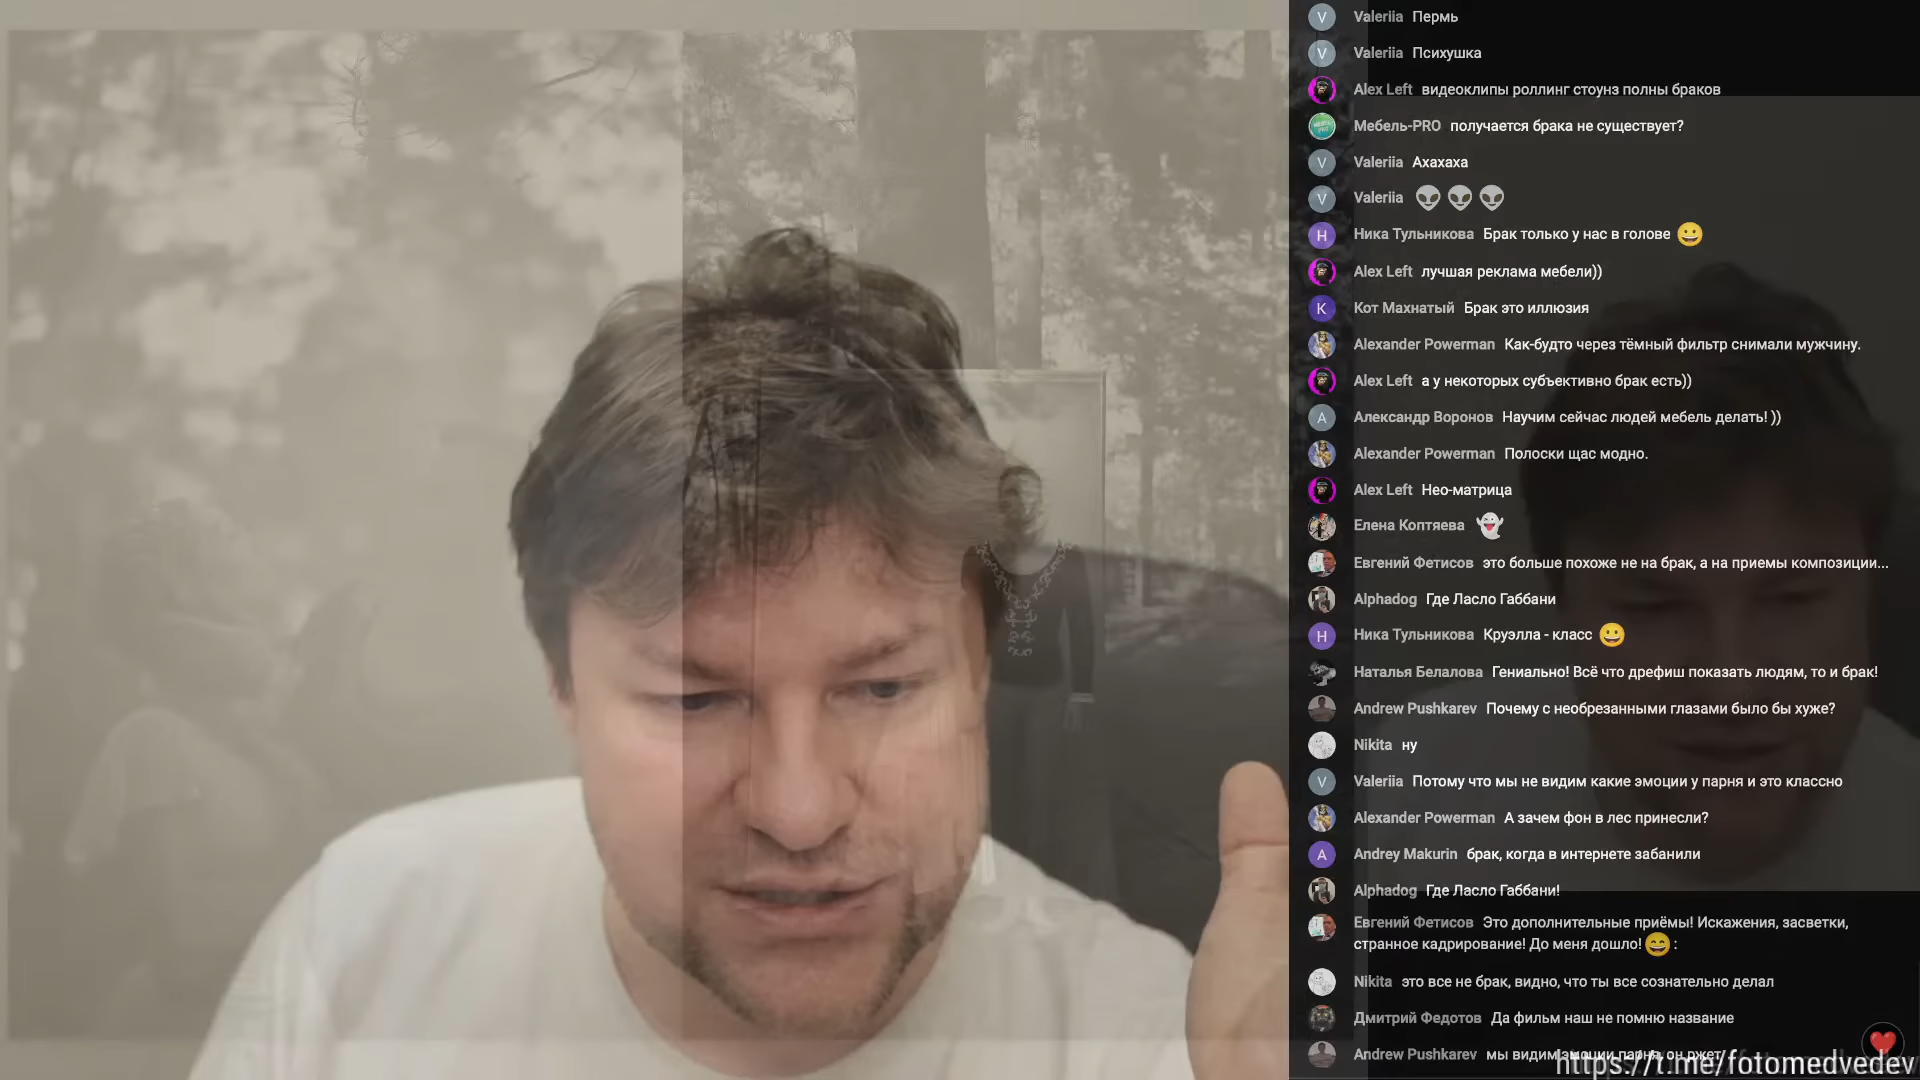 Valeriia Пермь
Valeriia Психушка
Alex Left видеоклипы роллинг стоунз полны браков
Мебель-PRO получается брака не существует?
Valeriia Ахахаха
Valeriia 👽 👽 👽
Ника Тульникова Брак только у нас в голове 😀
Alex Left лучшая реклама мебели))
Кот Махнатый Брак это иллюзия
Alexander Powerman Как-будто через тёмный фильтр снимали мужчину.
Alex Left а у некоторых субъективно брак есть))
Александр Воронов Научим сейчас людей мебель делать! ))
Alexander Powerman Полоски щас модно.
Alex Left Нео-матрица
Елена Коптяева 👻
Евгений Фетисов это больше похоже не на брак, а на приемы композиции...
Alphadog Где Ласло Габбани
Ника Тульникова Круэлла - класс 😀
Наталья Белалова Гениально! Всё что дрефиш показать людям, то и брак!
Andrew Pushkarev Почему с необрезанными глазами было бы хуже?
Nikita ну
Valeriia Потому что мы не видим какие эмоции у парня и это классно
Alexander Powerman А зачем фон в лес принесли?
Andrey Makurin брак, когда в интернете забанили
Alphadog Где Ласло Габбани!
Евгений Фетисов Это дополнительные приёмы! Искажения, засветки,
странное кадрирование! До меня дошло! 😄 :
Nikita это все не брак, видно, что ты все сознательно делал
Дмитрий Федотов Да фильм наш не помню название
Andrew Pushkarev мы видим эмоции парня, он ржет
https://t.me/fotomedvedev